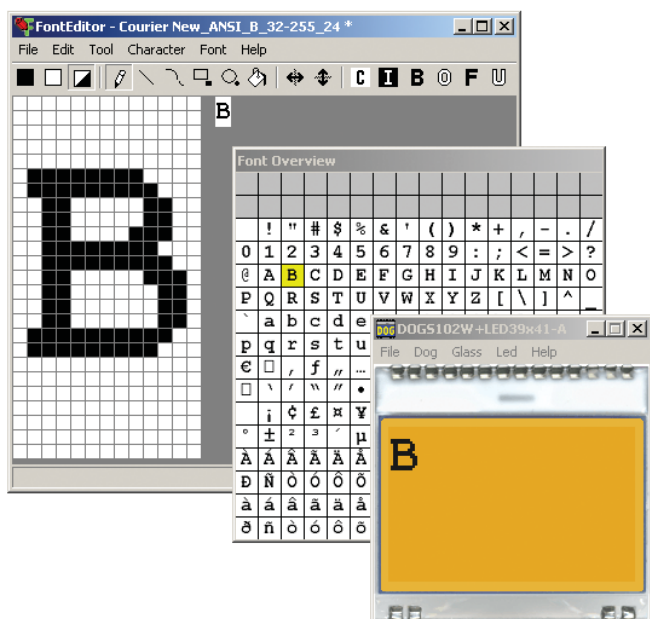 FontEditor - Courier New_ANSI_B_32-255_24 *
File Edit Tool Character Font Help
C I B O F U
B
Font Overview
! " # $ % & ' ( ) * + , - . /
0 1 2 3 4 5 6 7 8 9 : ; < = > ?
@ A B C D E F G H I J K L M N O
P Q R S T U V W X Y Z [ \ ] ^ _
` a b c d e
p q r s t u
€ □ , ƒ „ …
□ ‘ ’ “ ” •
¡ ¢ £ ¤ ¥
° ± ² ³ ´ µ
À Á Â Ã Ä Å
Ð Ñ Ò Ó Ô Õ
à á â ã ä å
ð ñ ò ó ô õ
DOG DOGS102W+LED39x41-A
File Dog Glass Led Help
B